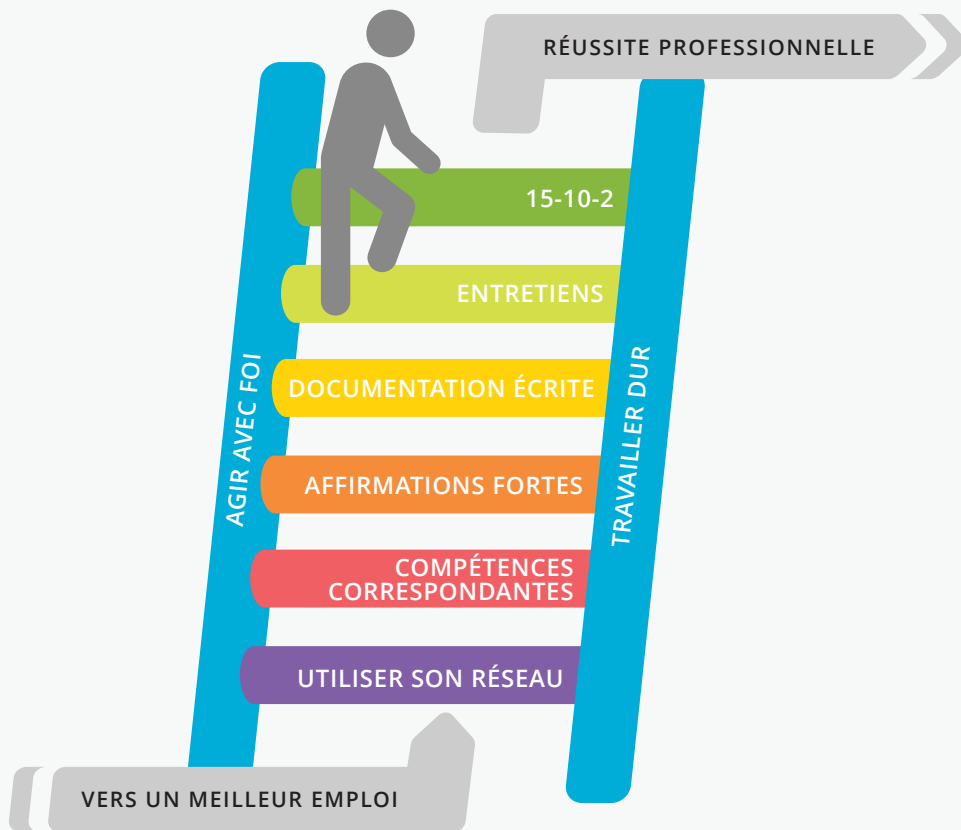 RÉUSSITE PROFESSIONNELLE
15-10-2
ENTRETIENS
DOCUMENTATION ÉCRITE
AFFIRMATIONS FORTES
COMPÉTENCES
CORRESPONDANTES
UTILISER SON RÉSEAU
AGIR AVEC FOI
TRAVAILLER DUR
VERS UN MEILLEUR EMPLOI